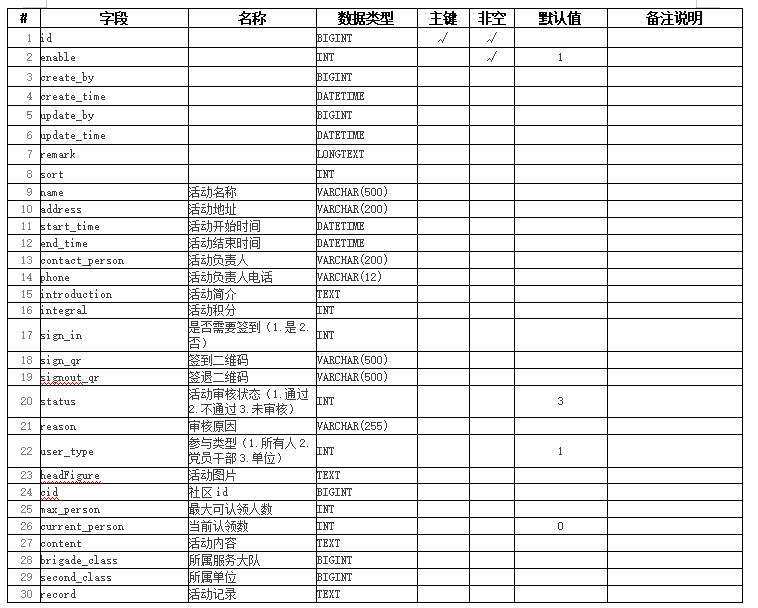 # 字段 名称 数据类型 主键 非空 默认值 备注说明
1 id BIGINT √ √
2 enable INT √ 1
3 create_by BIGINT
4 create_time DATETIME
5 update_by BIGINT
6 update_time DATETIME
7 remark LONGTEXT
8 sort INT
9 name 活动名称 VARCHAR(500)
10 address 活动地址 VARCHAR(200)
11 start_time 活动开始时间 DATETIME
12 end_time 活动结束时间 DATETIME
13 contact_person 活动负责人 VARCHAR(200)
14 phone 活动负责人电话 VARCHAR(12)
15 introduction 活动简介 TEXT
16 integral 活动积分 INT
17 sign_in 是否需要签到（1.是2.
否） INT
18 sign_qr 签到二维码 VARCHAR(500)
19 signout_qr 签退二维码 VARCHAR(500)
20 status 活动审核状态（1.通过
2.不通过3.未审核） INT 3
21 reason 审核原因 VARCHAR(255)
22 user_type 参与类型（1.所有人2.
党员干部3.单位） INT 1
23 headFigure 活动图片 TEXT
24 cid 社区id BIGINT
25 max_person 最大可认领人数 INT
26 current_person 当前认领数 INT 0
27 content 活动内容 TEXT
28 brigade_class 所属服务大队 BIGINT
29 second_class 所属单位 BIGINT
30 record 活动记录 TEXT